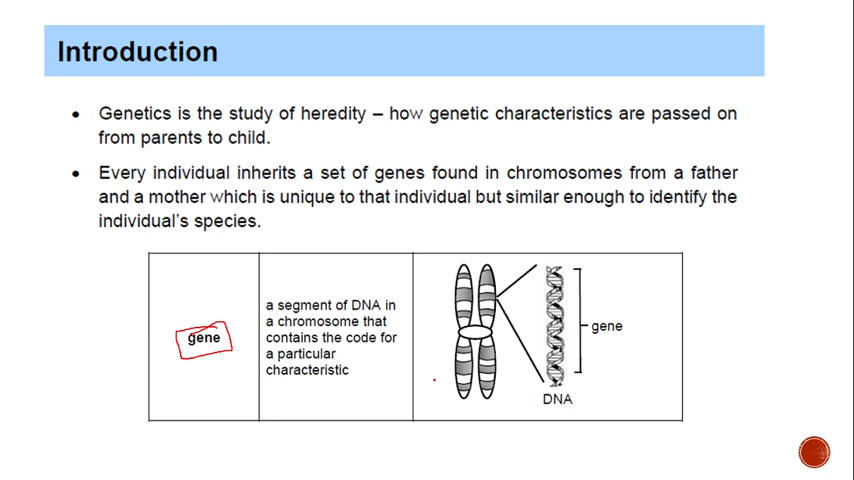 Introduction
• Genetics is the study of heredity – how genetic characteristics are passed on
from parents to child.
• Every individual inherits a set of genes found in chromosomes from a father
and a mother which is unique to that individual but similar enough to identify the
individual's species.
gene
a segment of DNA in
a chromosome that
contains the code for
a particular
characteristic
gene
DNA